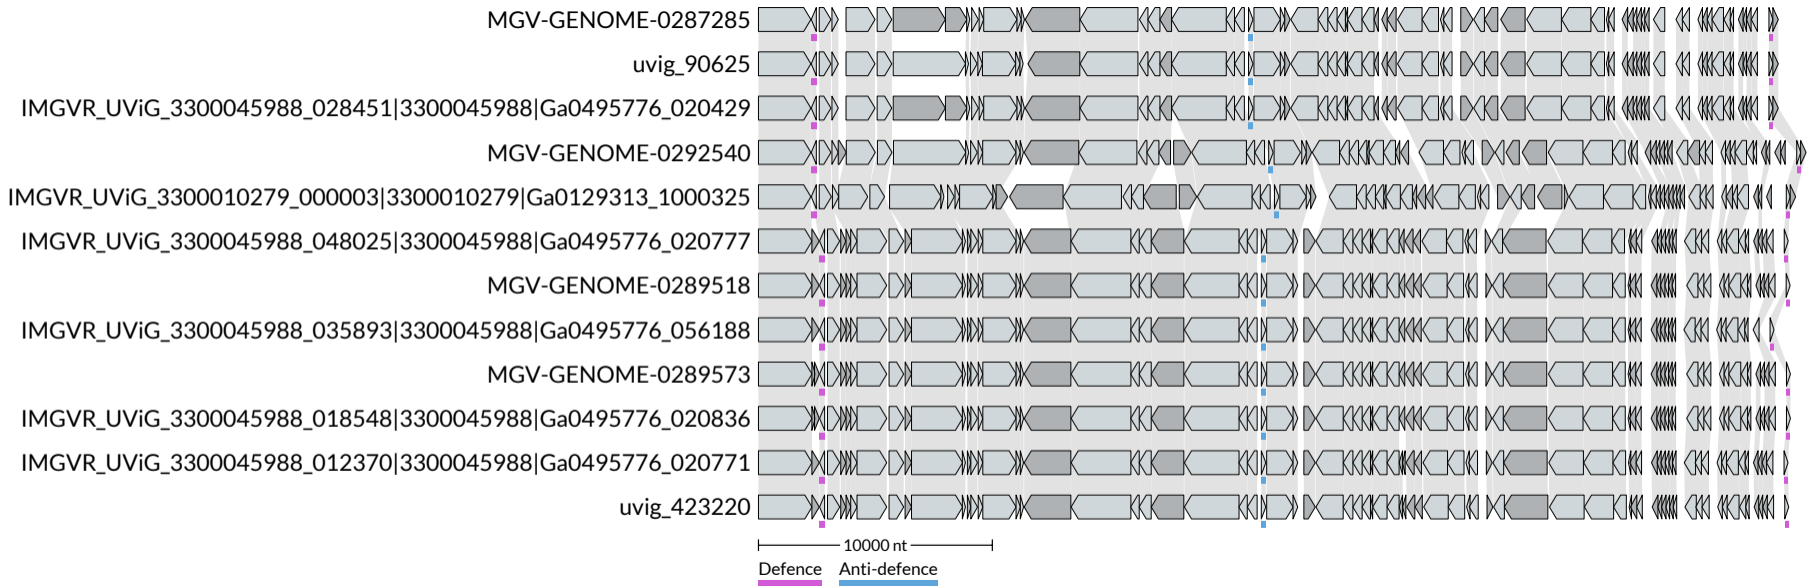 MGV-GENOME-0287285
uvig_90625
IMGVR_UViG_3300045988_028451|3300045988|Ga0495776_020429
MGV-GENOME-0292540
IMGVR_UViG_3300010279_000003|3300010279|Ga0129313_1000325
IMGVR_UViG_3300045988_048025|3300045988|Ga0495776_020777
MGV-GENOME-0289518
IMGVR_UViG_3300045988_035893|3300045988|Ga0495776_056188
MGV-GENOME-0289573
IMGVR_UViG_3300045988_018548|3300045988|Ga0495776_020836
IMGVR_UViG_3300045988_012370|3300045988|Ga0495776_020771
uvig_423220
10000 nt
Defence Anti-defence